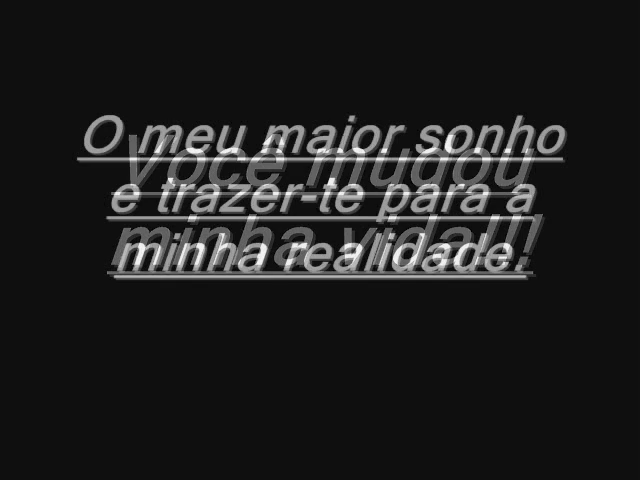 O meu maior sonho
e trazer-te para a
minha realidade.
Você mudou
minha vida!!!